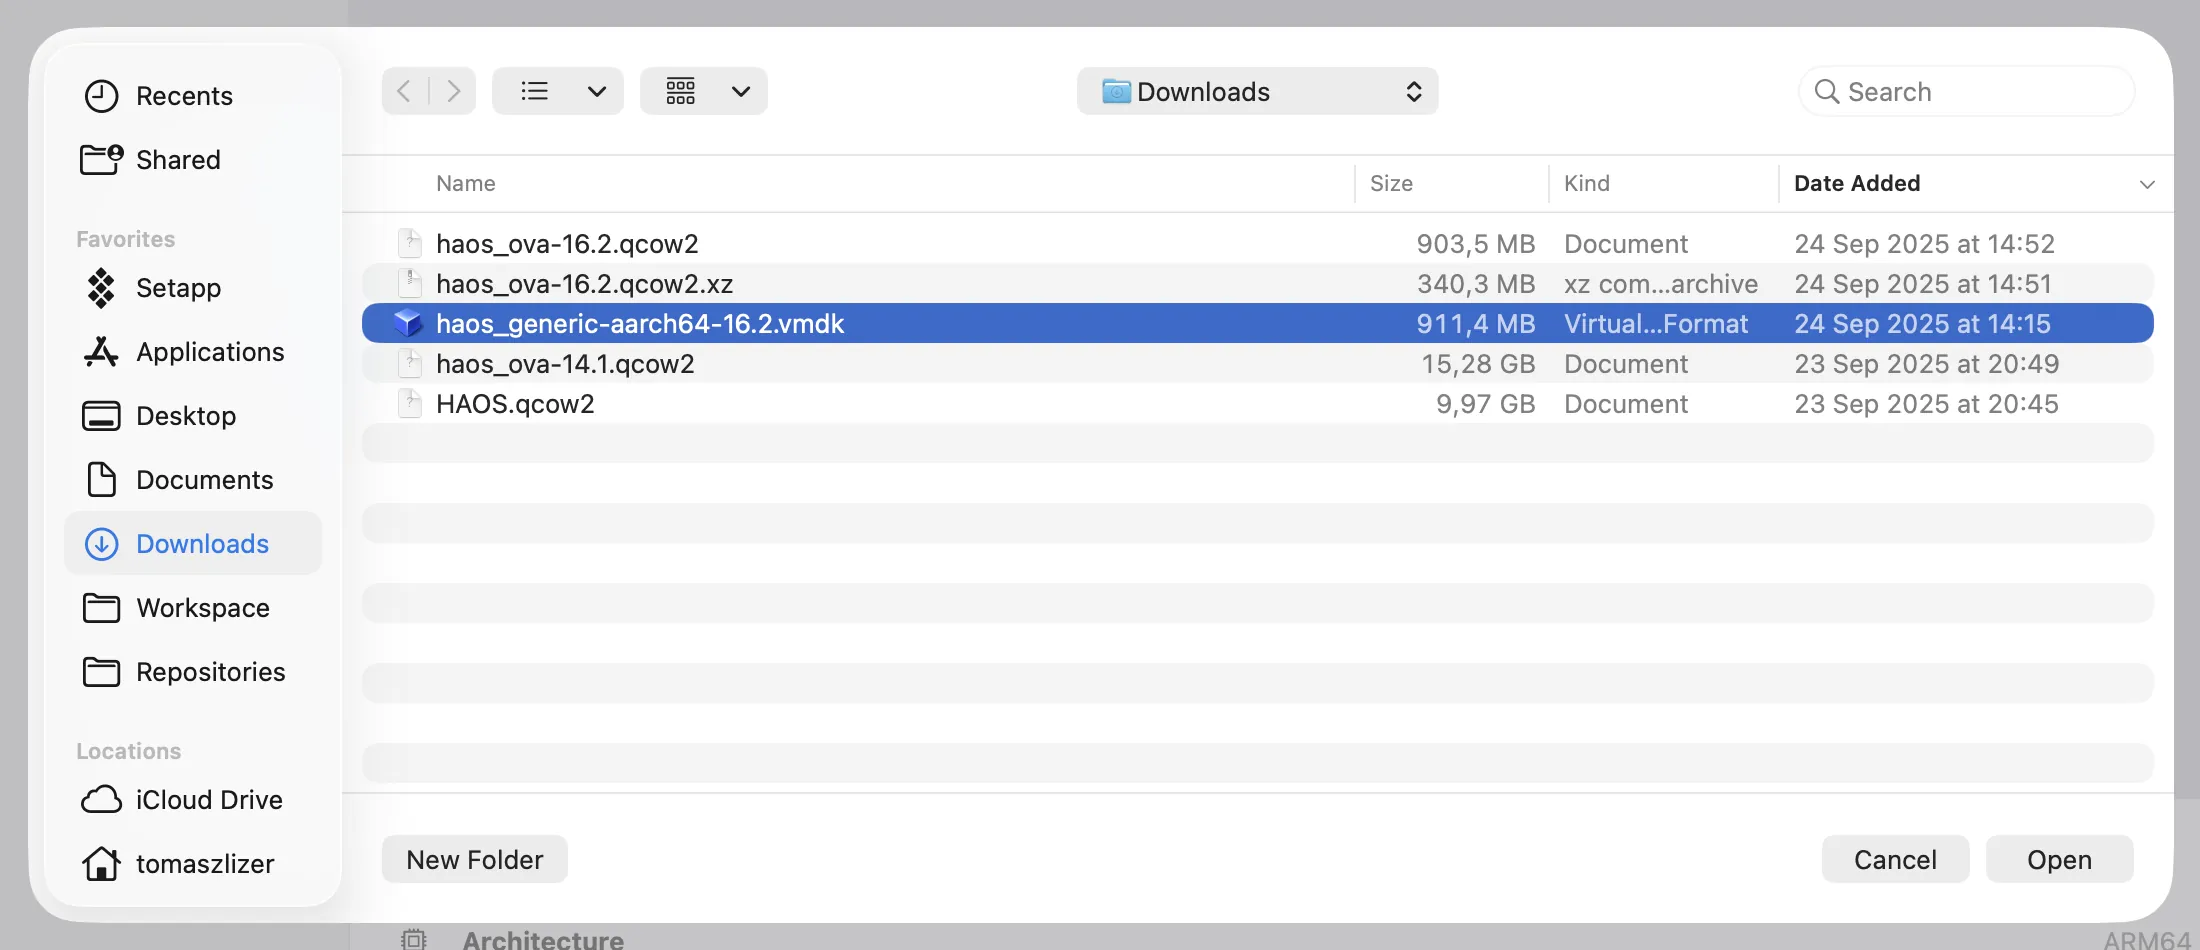 Recents
Shared
Favorites
Setapp
Applications
Desktop
Documents
Downloads
Workspace
Repositories
Locations
iCloud Drive
tomaszlizer
Downloads
Search
Name Size Kind Date Added
haos_ova-16.2.qcow2 903,5 MB Document 24 Sep 2025 at 14:52
haos_ova-16.2.qcow2.xz 340,3 MB xz com...archive 24 Sep 2025 at 14:51
haos_generic-aarch64-16.2.vmdk 911,4 MB Virtual...Format 24 Sep 2025 at 14:15
haos_ova-14.1.qcow2 15,28 GB Document 23 Sep 2025 at 20:49
HAOS.qcow2 9,97 GB Document 23 Sep 2025 at 20:45
New Folder Cancel Open
Architecture ARM64